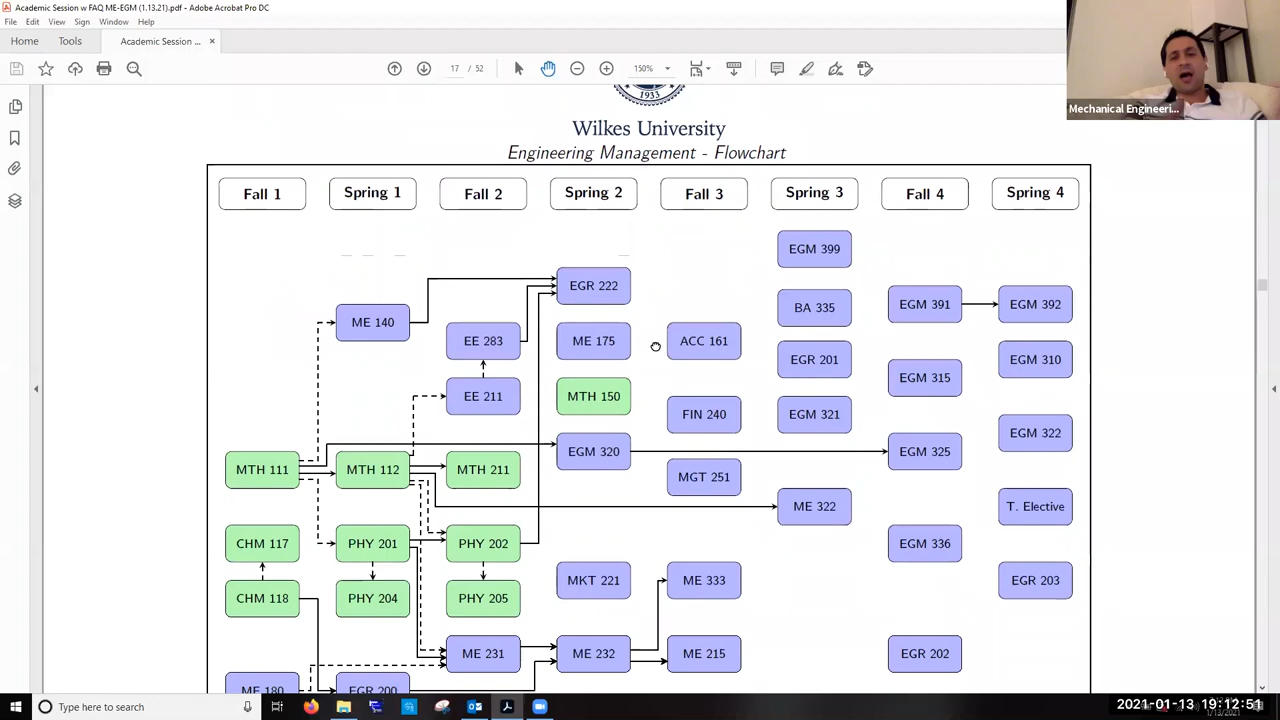 Academic Session w FAQ ME-EGM (1.13.21).pdf - Adobe Acrobat Pro DC
File Edit View Sign Window Help
Home Tools Academic Session ... ×
17 / 53 150%
Mechanical Engineeri...
1933
Wilkes University
Engineering Management - Flowchart
Fall 1 Spring 1 Fall 2 Spring 2 Fall 3 Spring 3 Fall 4 Spring 4
EGM 399
EGR 222
ME 140 BA 335 EGM 391 EGM 392
EE 283 ME 175 ACC 161
EGR 201 EGM 310
EE 211 MTH 150 EGM 315
FIN 240 EGM 321
EGM 320 EGM 325 EGM 322
MTH 111 MTH 112 MTH 211 MGT 251
ME 322 T. Elective
CHM 117 PHY 201 PHY 202 EGM 336
MKT 221 ME 333 EGR 203
CHM 118 PHY 204 PHY 205
ME 231 ME 232 ME 215 EGR 202
ME 180 EGR 200
Type here to search
2021-01-13 19:12:51